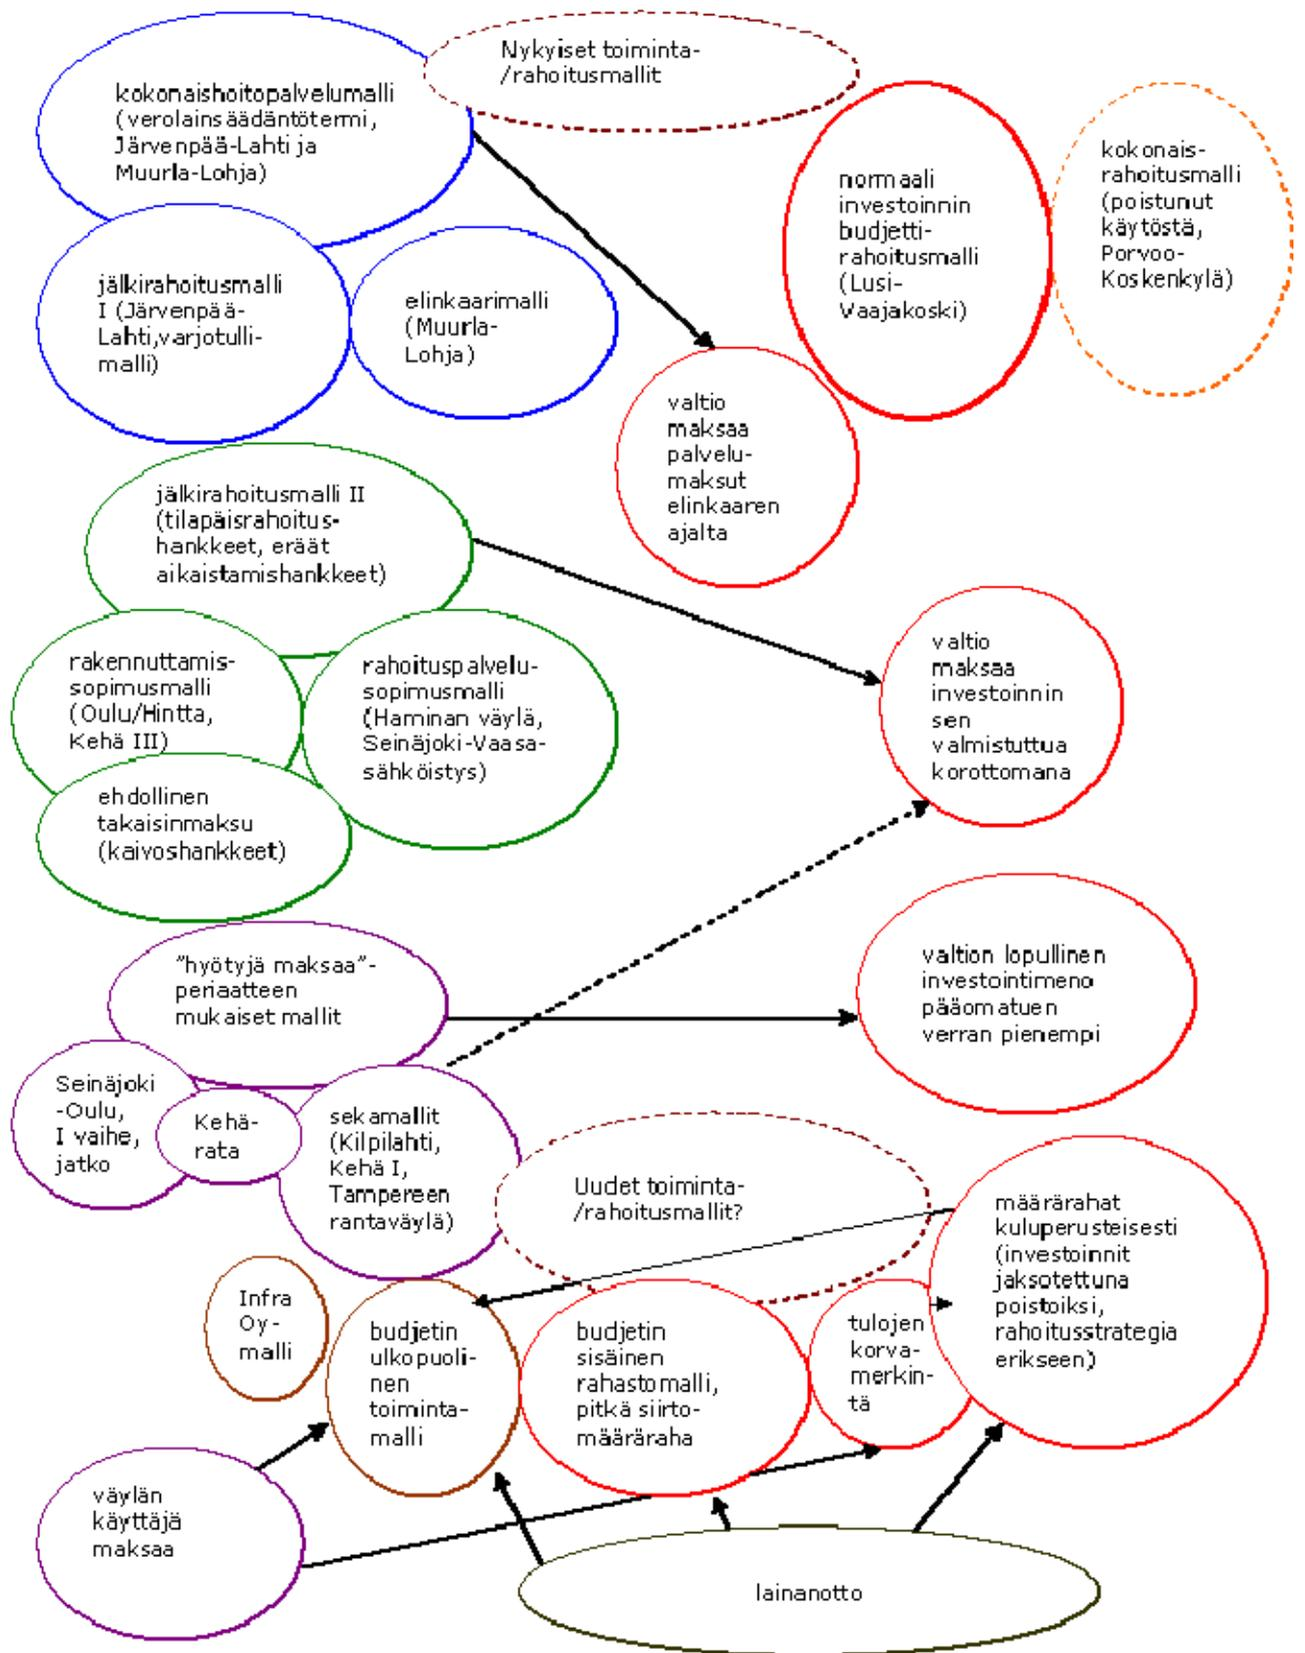 Nykyiset toiminta-
/rahoitusmallit
kokonaishoitopalvelumalli
(verolainsäädäntötermi,
Järvenpää-Lahti ja
Muurla-Lohja)
normaali
investoinnin
budjetti-
rahoitusmalli
(Lusi-
Vaajakoski)
kokonais-
rahoitusmalli
(poistunut
käytöstä,
Porvoo-
Koskenkylä)
jälkirahoitusmalli
I (Järvenpää-
Lahti,varjotulli-
malli)
elinkaarimalli
(Muurla-
Lohja)
valtio
maksaa
palvelu-
maksut
elinkaaren
ajalta
jälkirahoitusmalli II
(tilapäisrahoitus-
hankkeet, eräät
aikaistamishankkeet)
rakennuttamis-
sopimusmalli
(Oulu/Hintta,
Kehä III)
rahoituspalvelu-
sopimusmalli
(Haminan väylä,
Seinäjoki-Vaasa-
sähköistys)
valtio
maksaa
investoinnin
sen
valmistuttua
korottomana
ehdollinen
takaisinmaksu
(kaivoshankkeet)
"hyötyjä maksaa"-
periaatteen
mukaiset mallit
valtion lopullinen
investointimeno
pääomatuen
verran pienempi
Seinäjoki
-Oulu,
I vaihe,
jatko
Kehä-
rata
sekamallit
(Kilpilahti,
Kehä I,
Tampereen
rantaväylä)
Uudet toiminta-
/rahoitusmallit?
määrärahat
kuluperusteisesti
(investoinnit
jaksotettuna
poistoiksi,
rahoitusstrategia
erikseen)
Infra
Oy-
malli
budjetin
ulkopuoli-
nen
toiminta-
malli
budjetin
sisäinen
rahastomalli,
pitkä siirto-
määräraha
tulojen
korva-
merkin-
tä
väylän
käyttäjä
maksaa
lainanotto